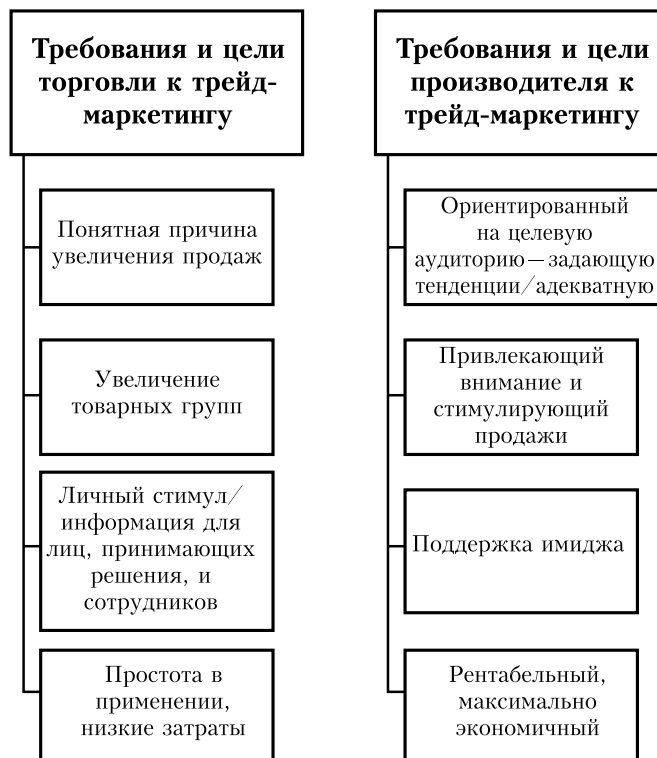 Требования и цели
торговли к трейд-
маркетингу
Понятная причина
увеличения продаж
Увеличение
товарных групп
Личный стимул/
информация для
лиц, принимающих
решения, и
сотрудников
Простота в
применении,
низкие затраты
Требования и цели
производителя к
трейд-маркетингу
Ориентированный
на целевую
аудиторию—задающую
тенденции/адекватную
Привлекающий
внимание и
стимулирующий
продажи
Поддержка имиджа
Рентабельный,
максимально
экономичный